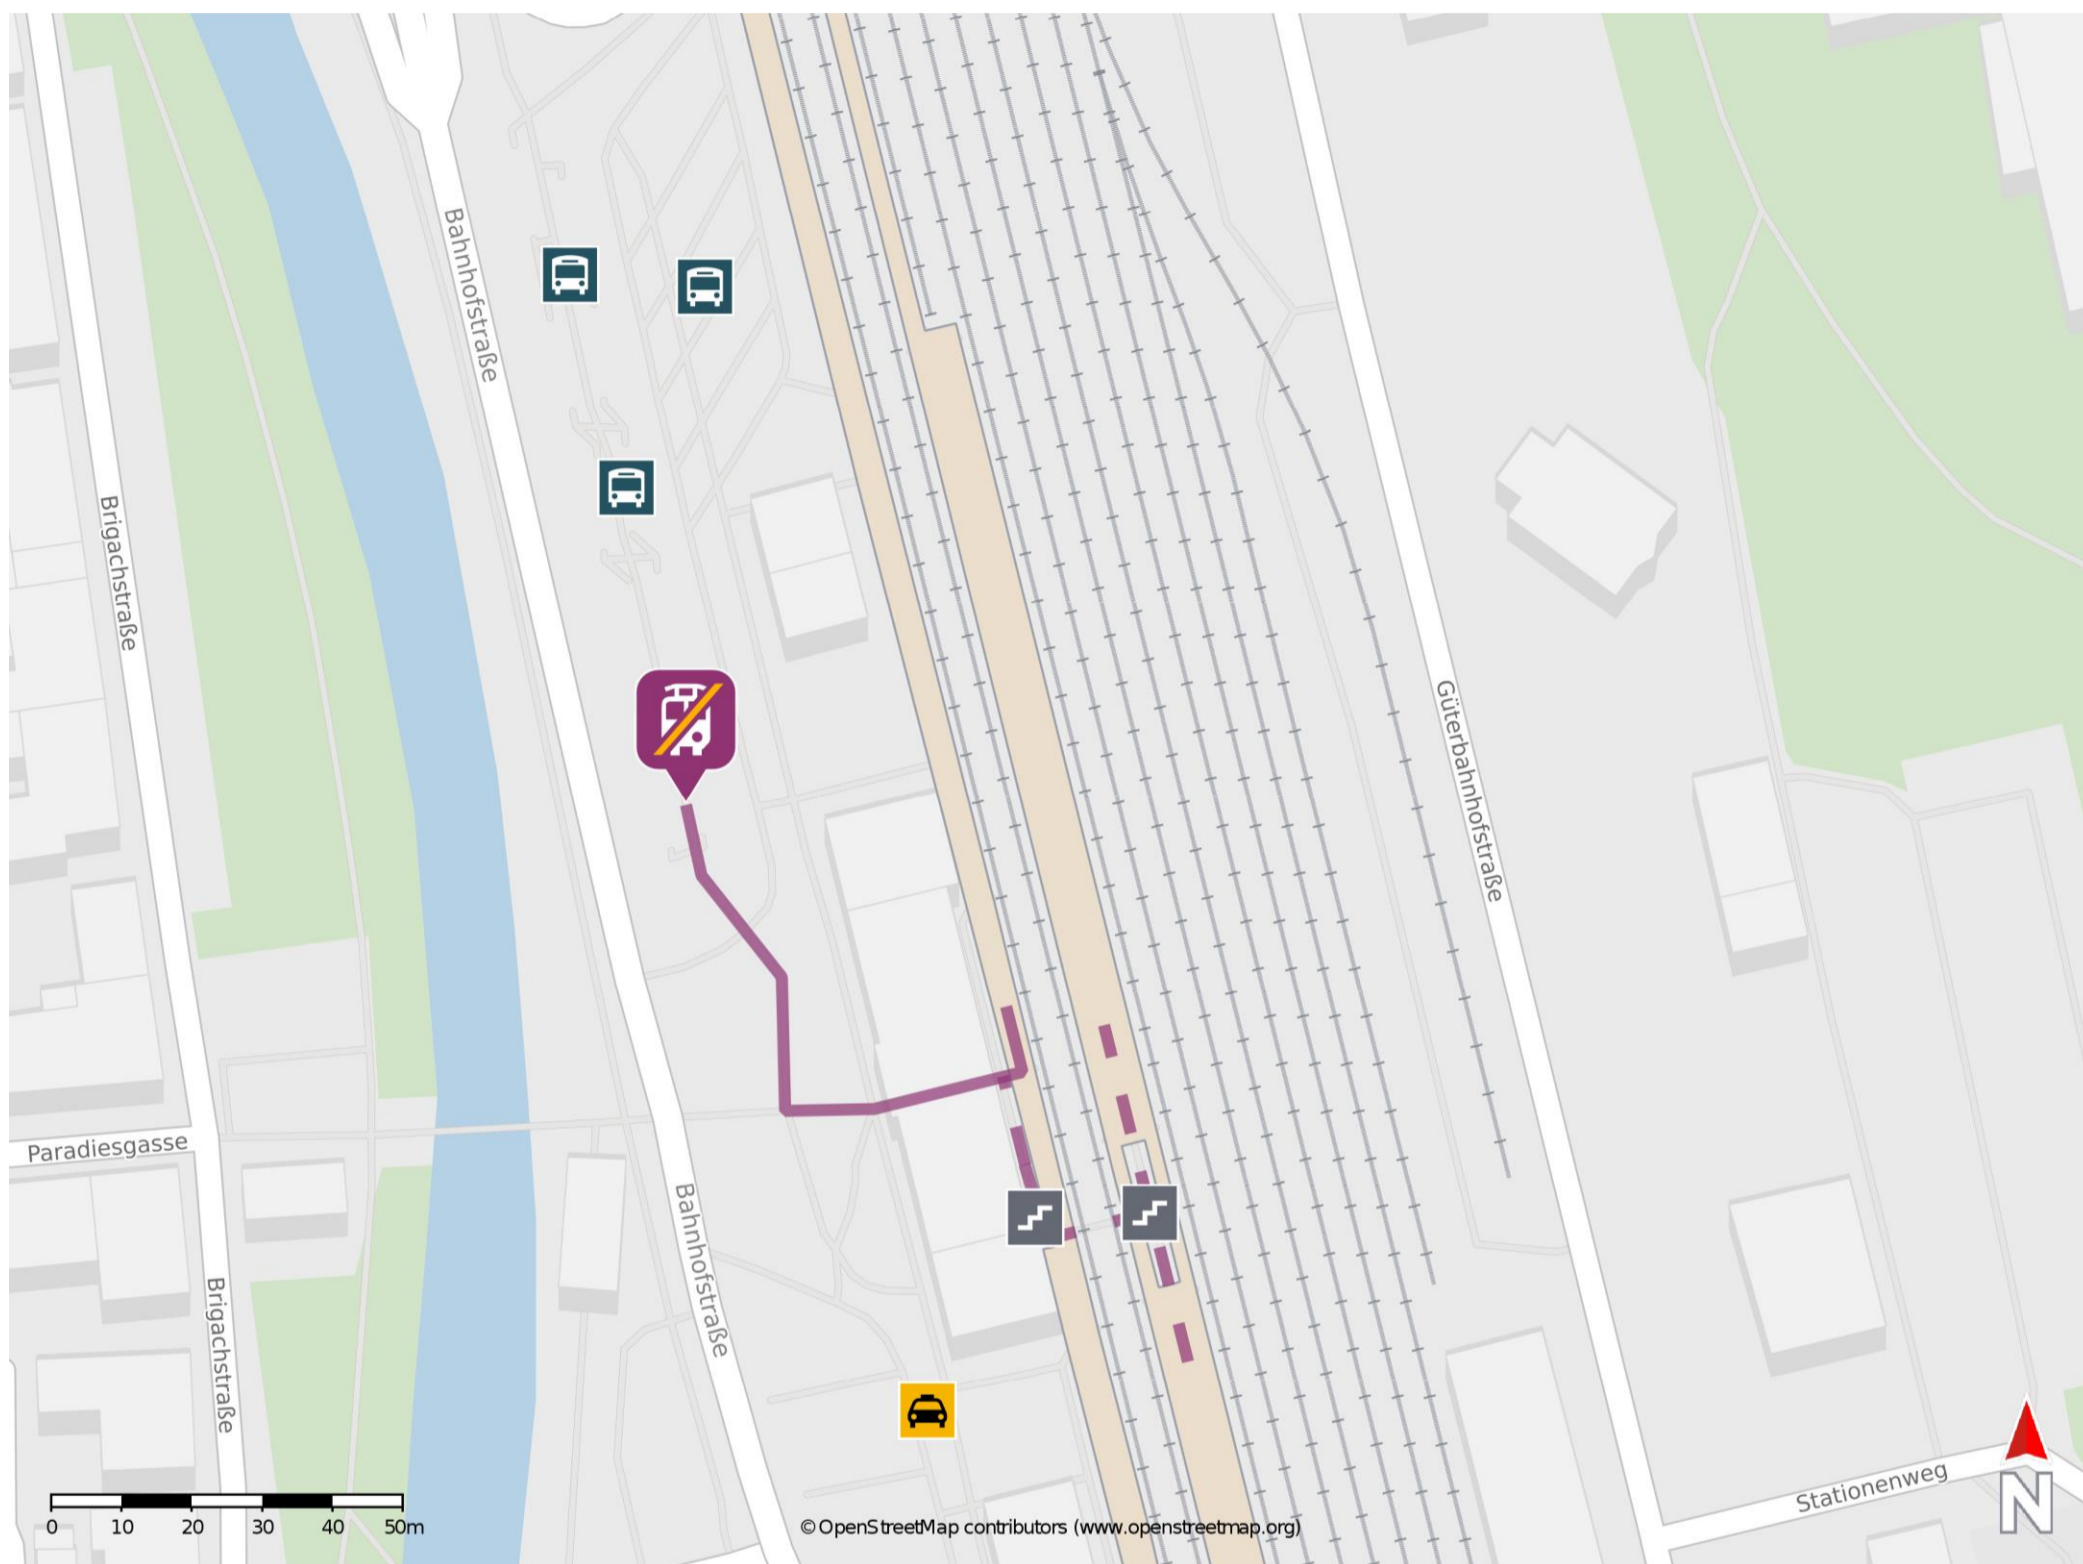 Bahnhofstraße
Brigachstraße
Güterbahnhofstraße
Paradiesgasse
Bahnhofstraße
Brigachstraße
Stationenweg
N
0 10 20 30 40 50m
© OpenStreetMap contributors (www.openstreetmap.org)